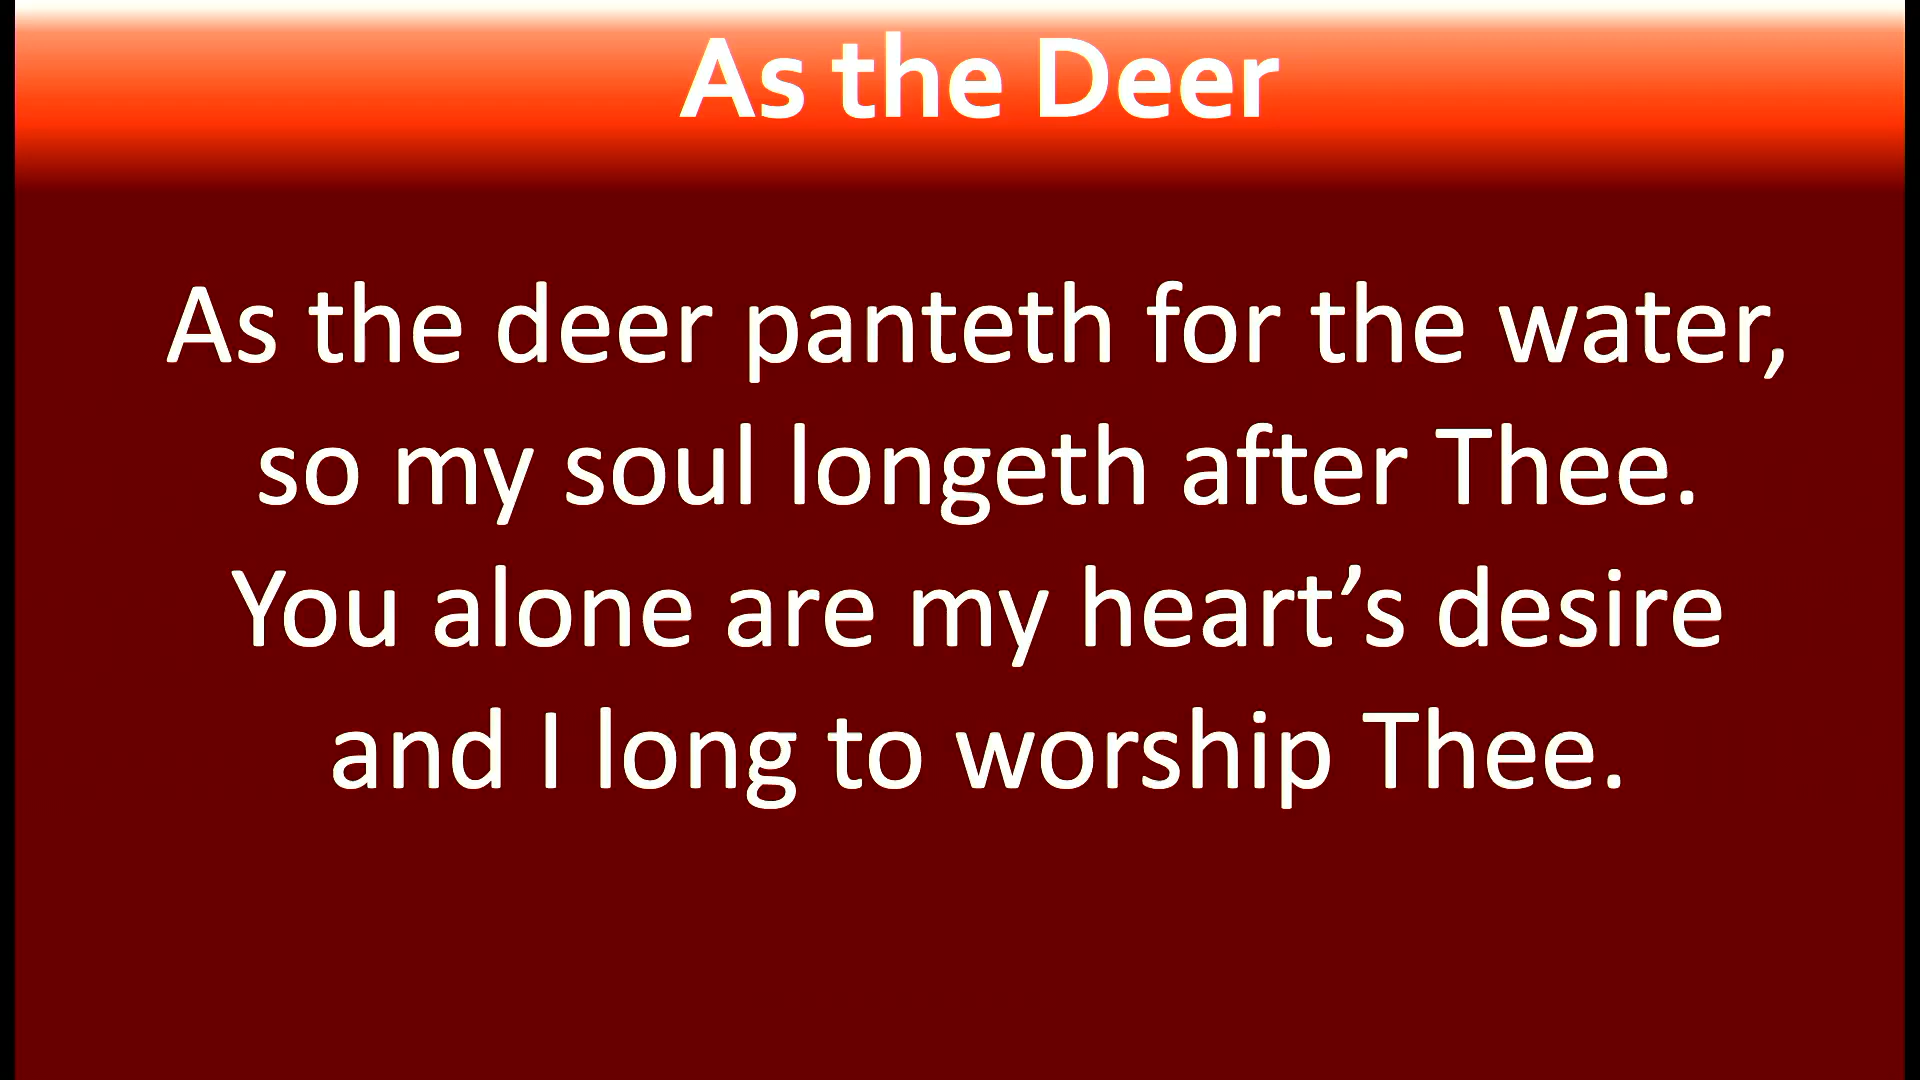 As the Deer
As the deer panteth for the water,
so my soul longeth after Thee.
You alone are my heart’s desire
and I long to worship Thee.